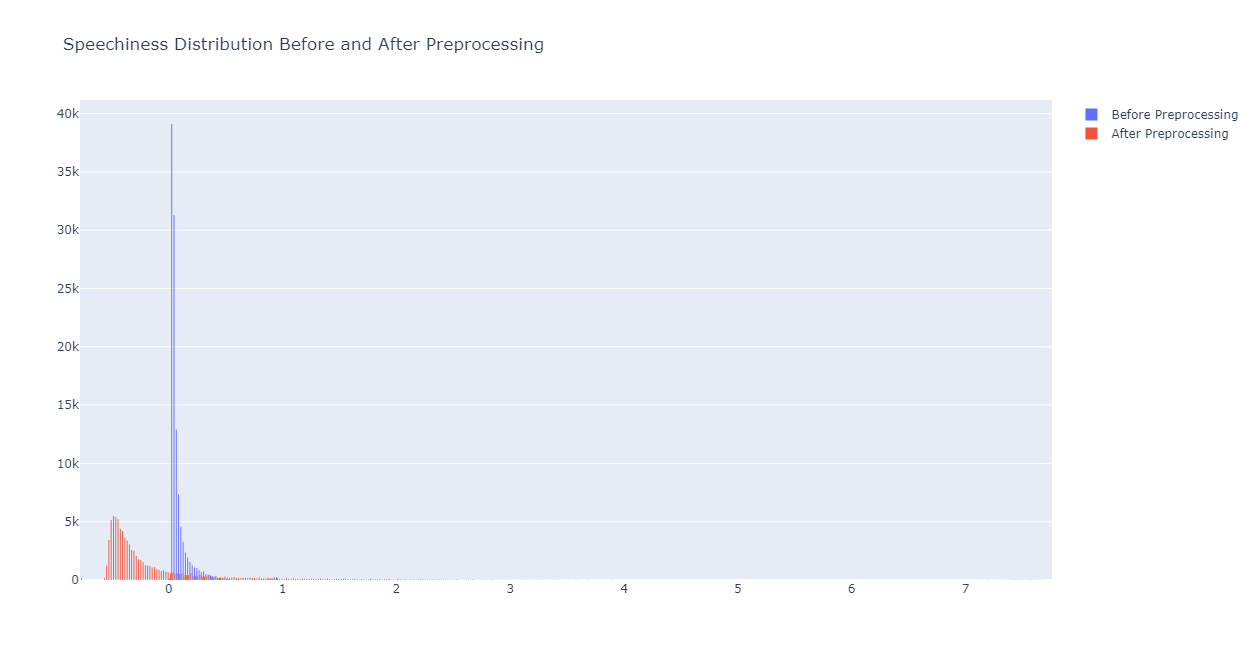 Speechiness Distribution Before and After Preprocessing
Before Preprocessing
After Preprocessing
40k
35k
30k
25k
20k
15k
10k
5k
0
0 1 2 3 4 5 6 7